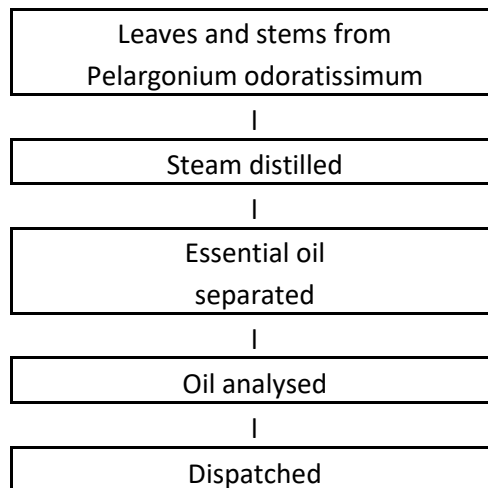 Leaves and stems from
Pelargonium odoratissimum
Steam distilled
Essential oil
separated
Oil analysed
Dispatched